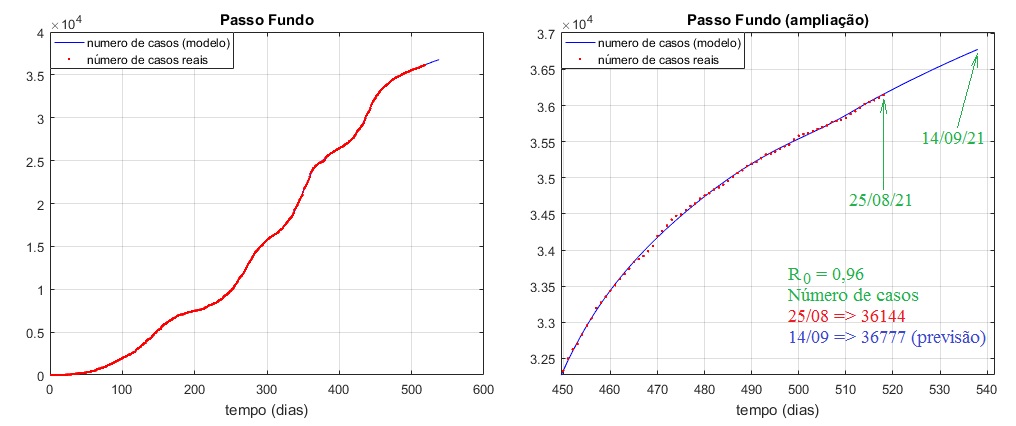 Passo Fundo
×10⁴
numero de casos (modelo)
número de casos reais
4
3.5
3
2.5
2
1.5
1
0.5
0
0 100 200 300 400 500 600
tempo (dias)
Passo Fundo (ampliação)
×10⁴
numero de casos (modelo)
número de casos reais
3.7
3.65
3.6
3.55
3.5
3.45
3.4
3.35
3.3
3.25
14/09/21
25/08/21
R₀ = 0,96
Número de casos
25/08 => 36144
14/09 => 36777 (previsão)
450 460 470 480 490 500 510 520 530 540
tempo (dias)